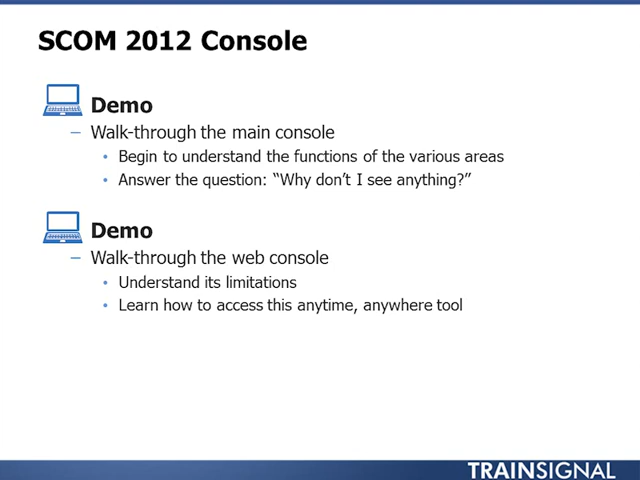 SCOM 2012 Console
Demo
– Walk-through the main console
• Begin to understand the functions of the various areas
• Answer the question: “Why don’t I see anything?”
Demo
– Walk-through the web console
• Understand its limitations
• Learn how to access this anytime, anywhere tool
TRAINSIGNAL